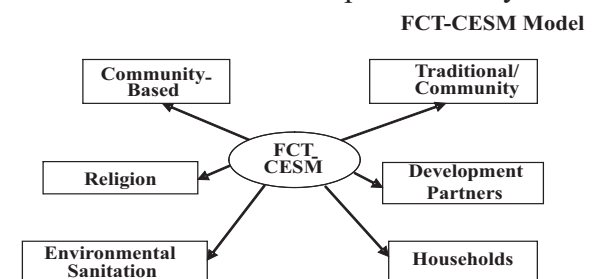 FCT-CESM Model
Community-
Based
Traditional/
Community
FCT-
CESM
Religion
Development
Partners
Environmental
Sanitation
Households